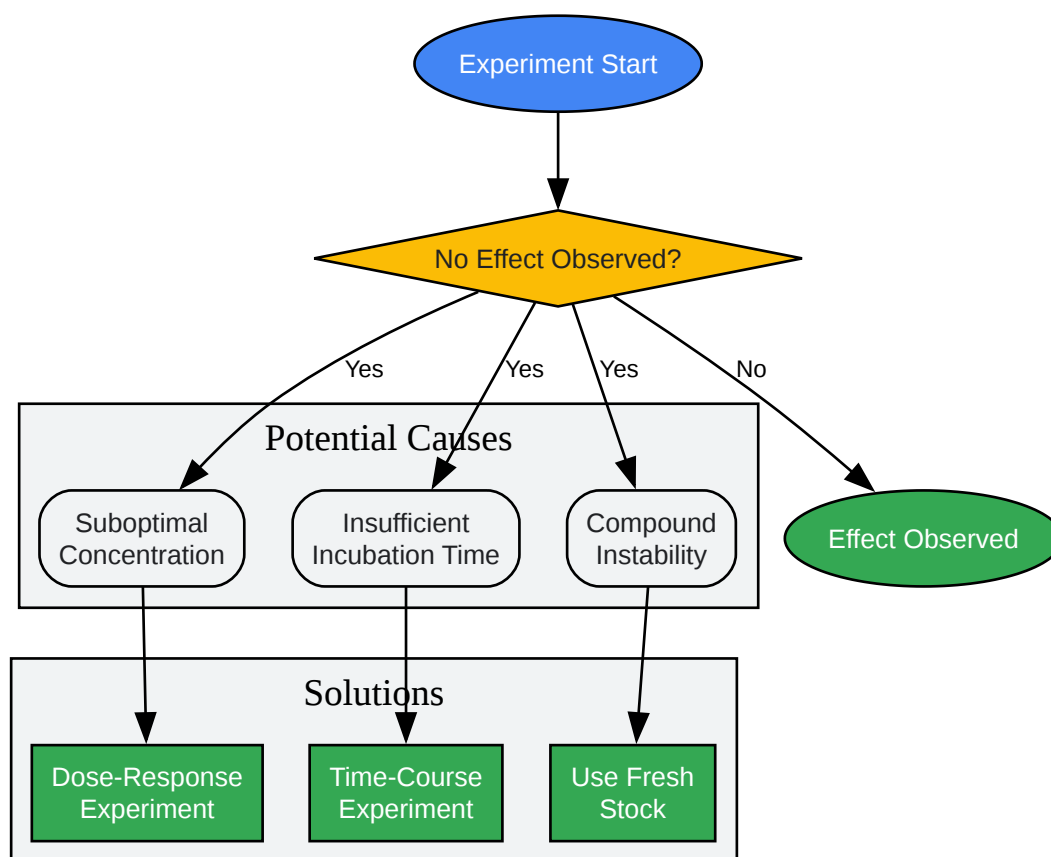 Experiment Start
No Effect Observed?
Yes
Yes
Yes
No
Potential Causes
Suboptimal
Concentration
Insufficient
Incubation Time
Compound
Instability
Effect Observed
Solutions
Dose-Response
Experiment
Time-Course
Experiment
Use Fresh
Stock